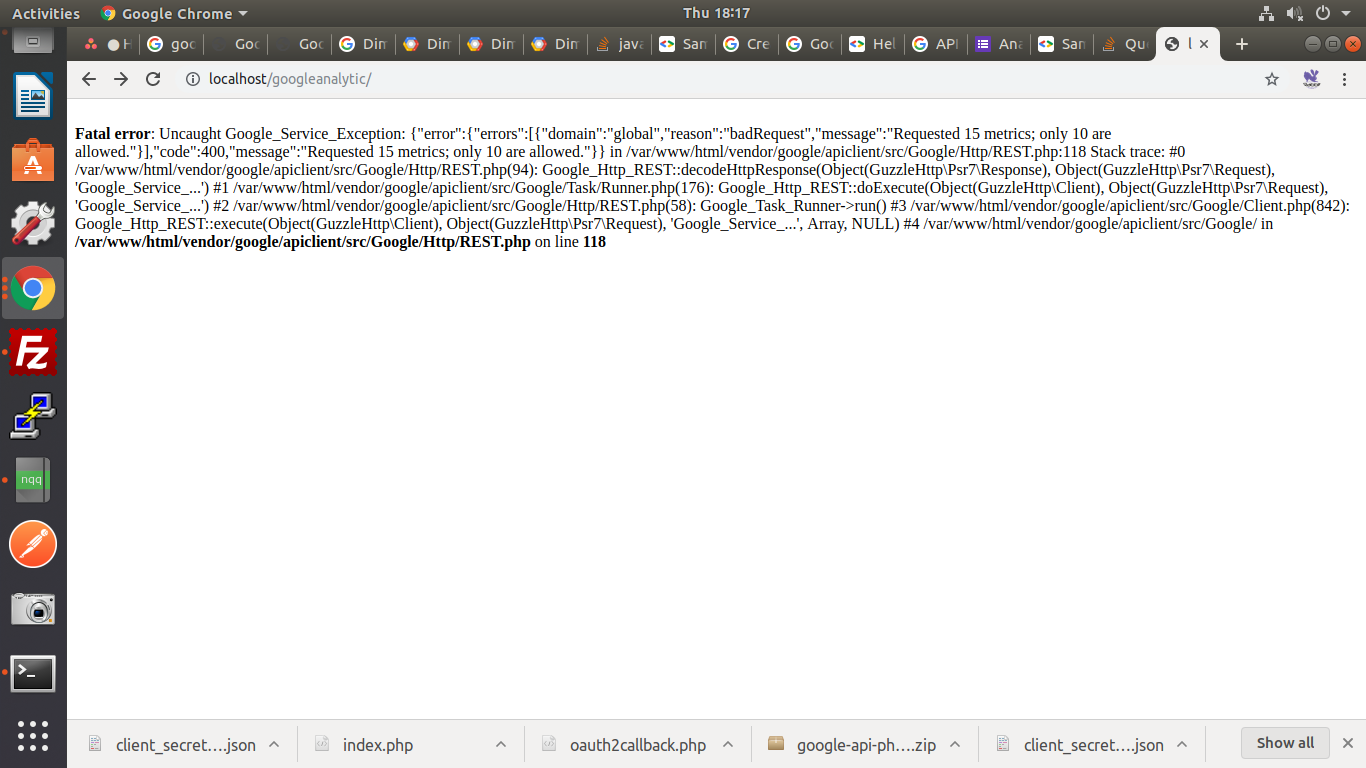 Activities Google Chrome Thu 18:17
H goo Goo Goo Dim Dim Dim Dim java San Cre Goo Hel API Ana San Que l
localhost/googleanalytic/
Fatal error: Uncaught Google_Service_Exception: {"error":{"errors":[{"domain":"global","reason":"badRequest","message":"Requested 15 metrics; only 10 are
allowed."}],"code":400,"message":"Requested 15 metrics; only 10 are allowed."}} in /var/www/html/vendor/google/apiclient/src/Google/Http/REST.php:118 Stack trace: #0
/var/www/html/vendor/google/apiclient/src/Google/Http/REST.php(94): Google_Http_REST::decodeHttpResponse(Object(GuzzleHttp\Psr7\Response), Object(GuzzleHttp\Psr7\Request),
'Google_Service_...') #1 /var/www/html/vendor/google/apiclient/src/Google/Task/Runner.php(176): Google_Http_REST::doExecute(Object(GuzzleHttp\Client), Object(GuzzleHttp\Psr7\Request),
'Google_Service_...') #2 /var/www/html/vendor/google/apiclient/src/Google/Http/REST.php(58): Google_Task_Runner->run() #3 /var/www/html/vendor/google/apiclient/src/Google/Client.php(842):
Google_Http_REST::execute(Object(GuzzleHttp\Client), Object(GuzzleHttp\Psr7\Request), 'Google_Service_...', Array, NULL) #4 /var/www/html/vendor/google/apiclient/src/Google/ in
/var/www/html/vendor/google/apiclient/src/Google/Http/REST.php on line 118
Fz
nqq
client_secret....json index.php oauth2callback.php google-api-ph....zip client_secret....json Show all